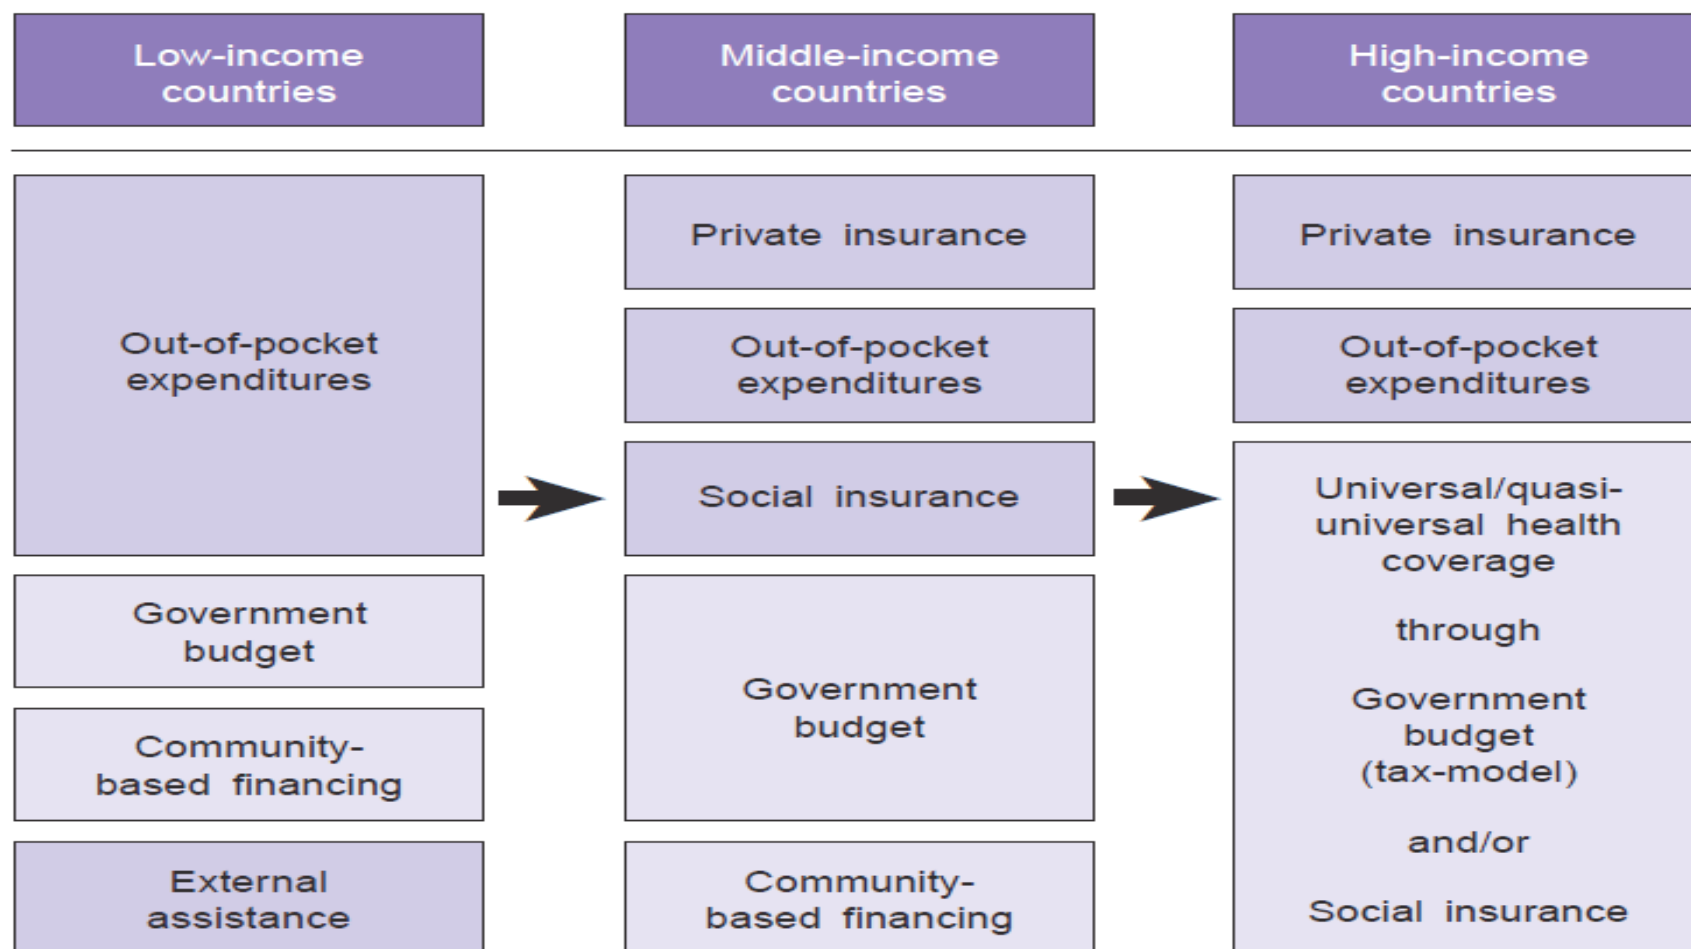 Low-income
countries
Middle-income
countries
High-income
countries
Out-of-pocket
expenditures
Government
budget
Community-
based financing
External
assistance
Private insurance
Out-of-pocket
expenditures
Social insurance
Government
budget
Community-
based financing
Private insurance
Out-of-pocket
expenditures
Universal/quasi-
universal health
coverage
through
Government
budget
(tax-model)
and/or
Social insurance